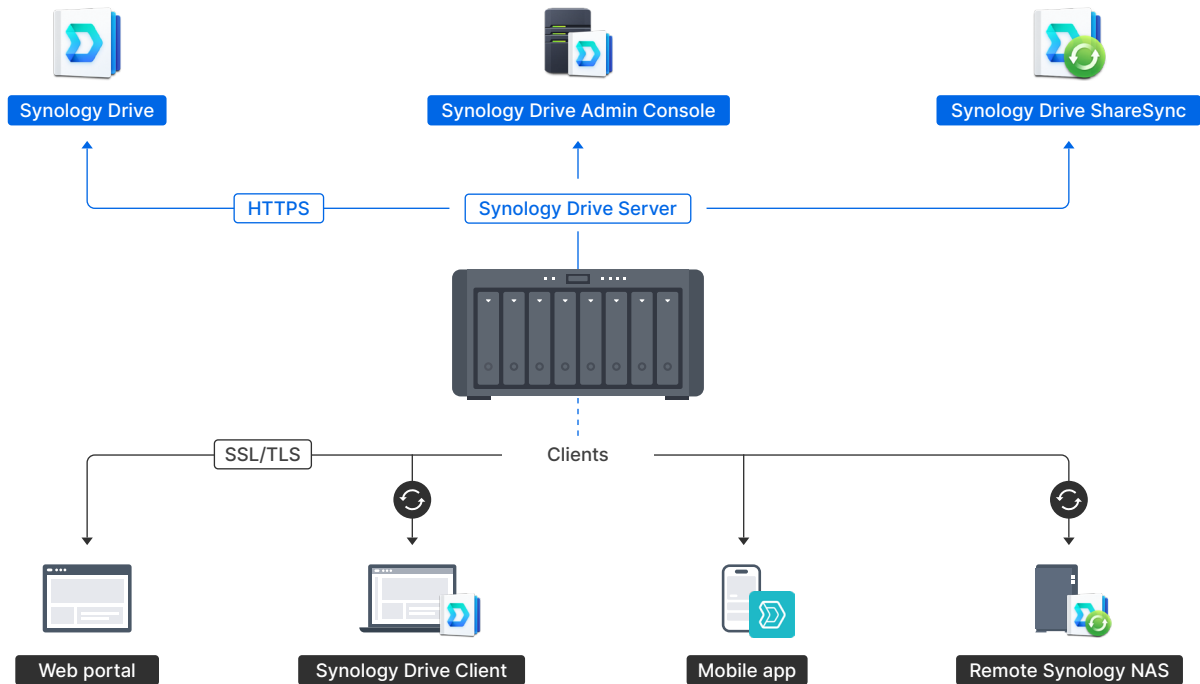 Synology Drive
Synology Drive Admin Console
Synology Drive ShareSync
HTTPS
Synology Drive Server
SSL/TLS
Clients
Web portal
Synology Drive Client
Mobile app
Remote Synology NAS